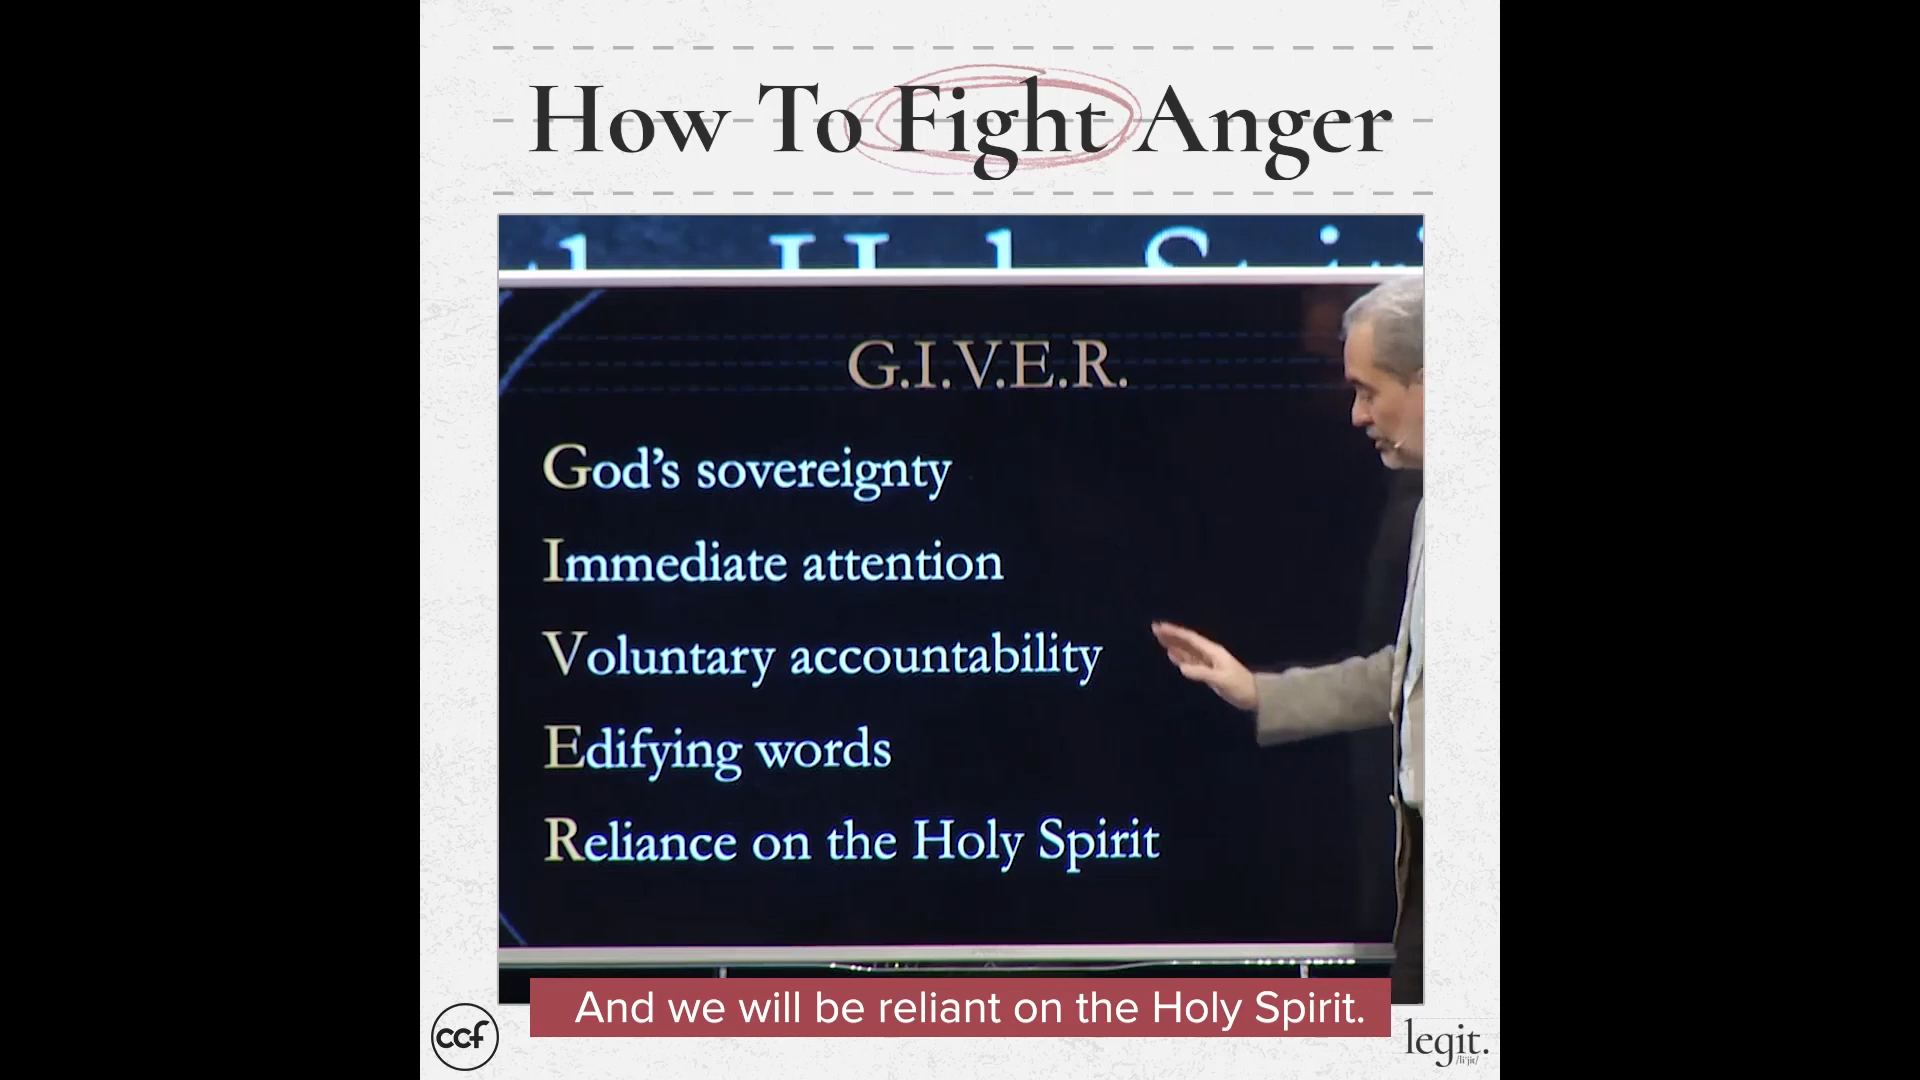 How To Fight Anger
G.I.V.E.R.
God's sovereignty
Immediate attention
Voluntary accountability
Edifying words
Reliance on the Holy Spirit
And we will be reliant on the Holy Spirit.
ccf
legit.